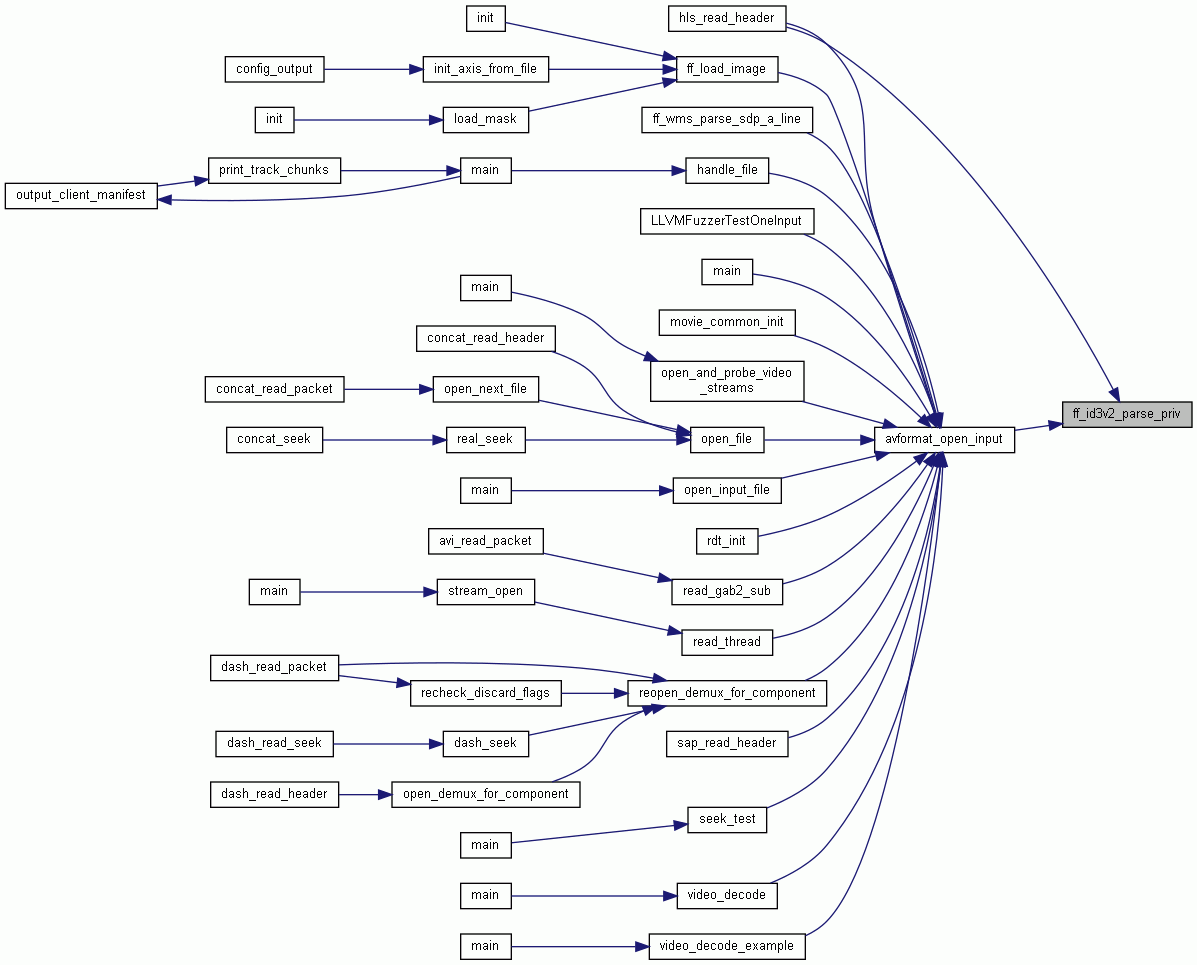 init
hls_read_header
config_output
init_axis_from_file
ff_load_image
init
load_mask
ff_wms_parse_sdp_a_line
print_track_chunks
main
handle_file
output_client_manifest
LLVMFuzzerTestOneInput
main
main
movie_common_init
concat_read_header
open_and_probe_video
_streams
concat_read_packet
open_next_file
ff_id3v2_parse_priv
concat_seek
real_seek
open_file
avformat_open_input
main
open_input_file
rdt_init
avi_read_packet
read_gab2_sub
main
stream_open
read_thread
dash_read_packet
recheck_discard_flags
reopen_demux_for_component
dash_read_seek
dash_seek
sap_read_header
dash_read_header
open_demux_for_component
seek_test
main
main
video_decode
main
video_decode_example